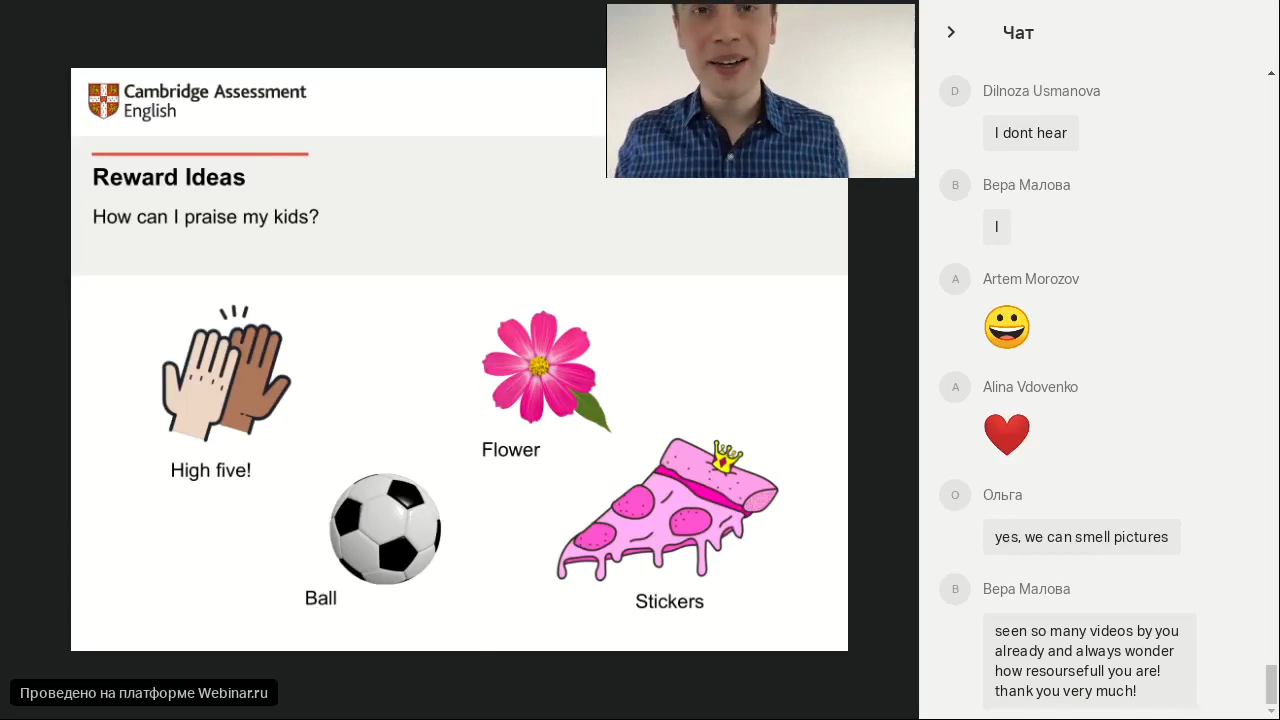 Cambridge Assessment
English
Reward Ideas
How can I praise my kids?
High five!
Flower
Ball
Stickers
Проведено на платформе Webinar.ru
Чат
D
Dilnoza Usmanova
I dont hear
В
Вера Малова
I
A
Artem Morozov
A
Alina Vdovenko
О
Ольга
yes, we can smell pictures
В
Вера Малова
seen so many videos by you
already and always wonder
how resoursefull you are!
thank you very much!